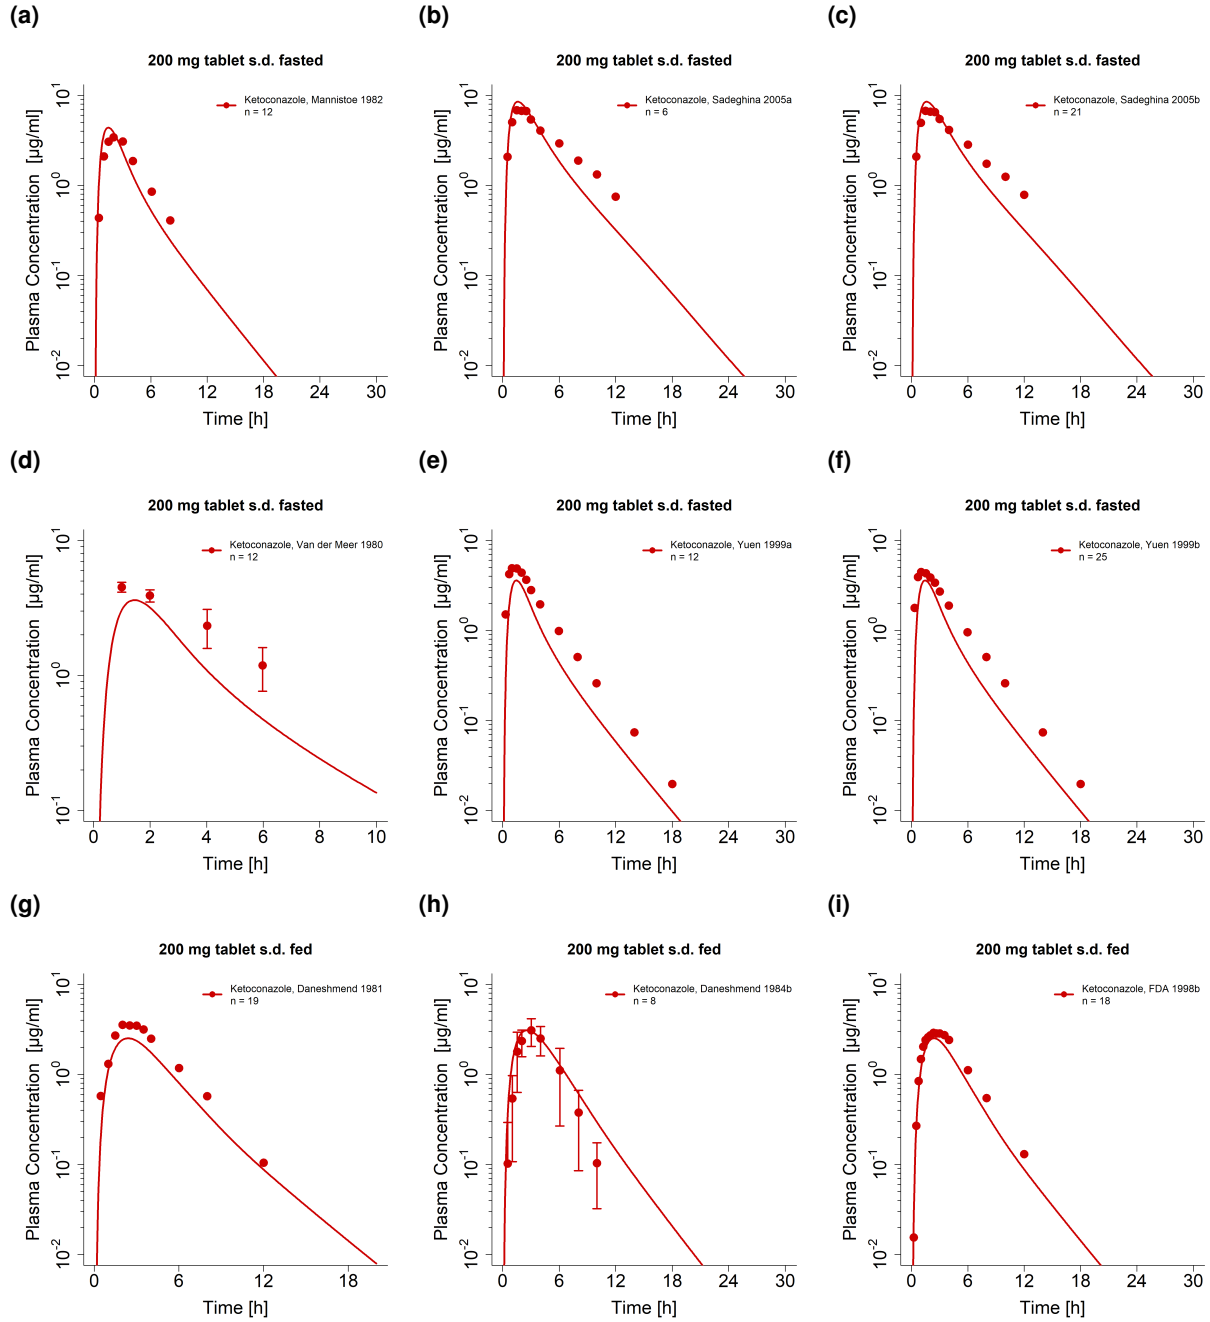 (a)
200 mg tablet s.d. fasted
Ketoconazole, Mannistoe 1982
n = 12
Plasma Concentration [µg/ml]
10^1
10^0
10^-1
10^-2
0 6 12 18 24 30
Time [h]
(b)
200 mg tablet s.d. fasted
Ketoconazole, Sadeghina 2005a
n = 6
Plasma Concentration [µg/ml]
10^1
10^0
10^-1
10^-2
0 6 12 18 24 30
Time [h]
(c)
200 mg tablet s.d. fasted
Ketoconazole, Sadeghina 2005b
n = 21
Plasma Concentration [µg/ml]
10^1
10^0
10^-1
10^-2
0 6 12 18 24 30
Time [h]
(d)
200 mg tablet s.d. fasted
Ketoconazole, Van der Meer 1980
n = 12
Plasma Concentration [µg/ml]
10^1
10^0
10^-1
0 2 4 6 8 10
Time [h]
(e)
200 mg tablet s.d. fasted
Ketoconazole, Yuen 1999a
n = 12
Plasma Concentration [µg/ml]
10^1
10^0
10^-1
10^-2
0 6 12 18 24 30
Time [h]
(f)
200 mg tablet s.d. fasted
Ketoconazole, Yuen 1999b
n = 25
Plasma Concentration [µg/ml]
10^1
10^0
10^-1
10^-2
0 6 12 18 24 30
Time [h]
(g)
200 mg tablet s.d. fed
Ketoconazole, Daneshmend 1981
n = 19
Plasma Concentration [µg/ml]
10^1
10^0
10^-1
10^-2
0 6 12 18
Time [h]
(h)
200 mg tablet s.d. fed
Ketoconazole, Daneshmend 1984b
n = 8
Plasma Concentration [µg/ml]
10^1
10^0
10^-1
10^-2
0 6 12 18 24 30
Time [h]
(i)
200 mg tablet s.d. fed
Ketoconazole, FDA 1998b
n = 18
Plasma Concentration [µg/ml]
10^1
10^0
10^-1
10^-2
0 6 12 18 24 30
Time [h]